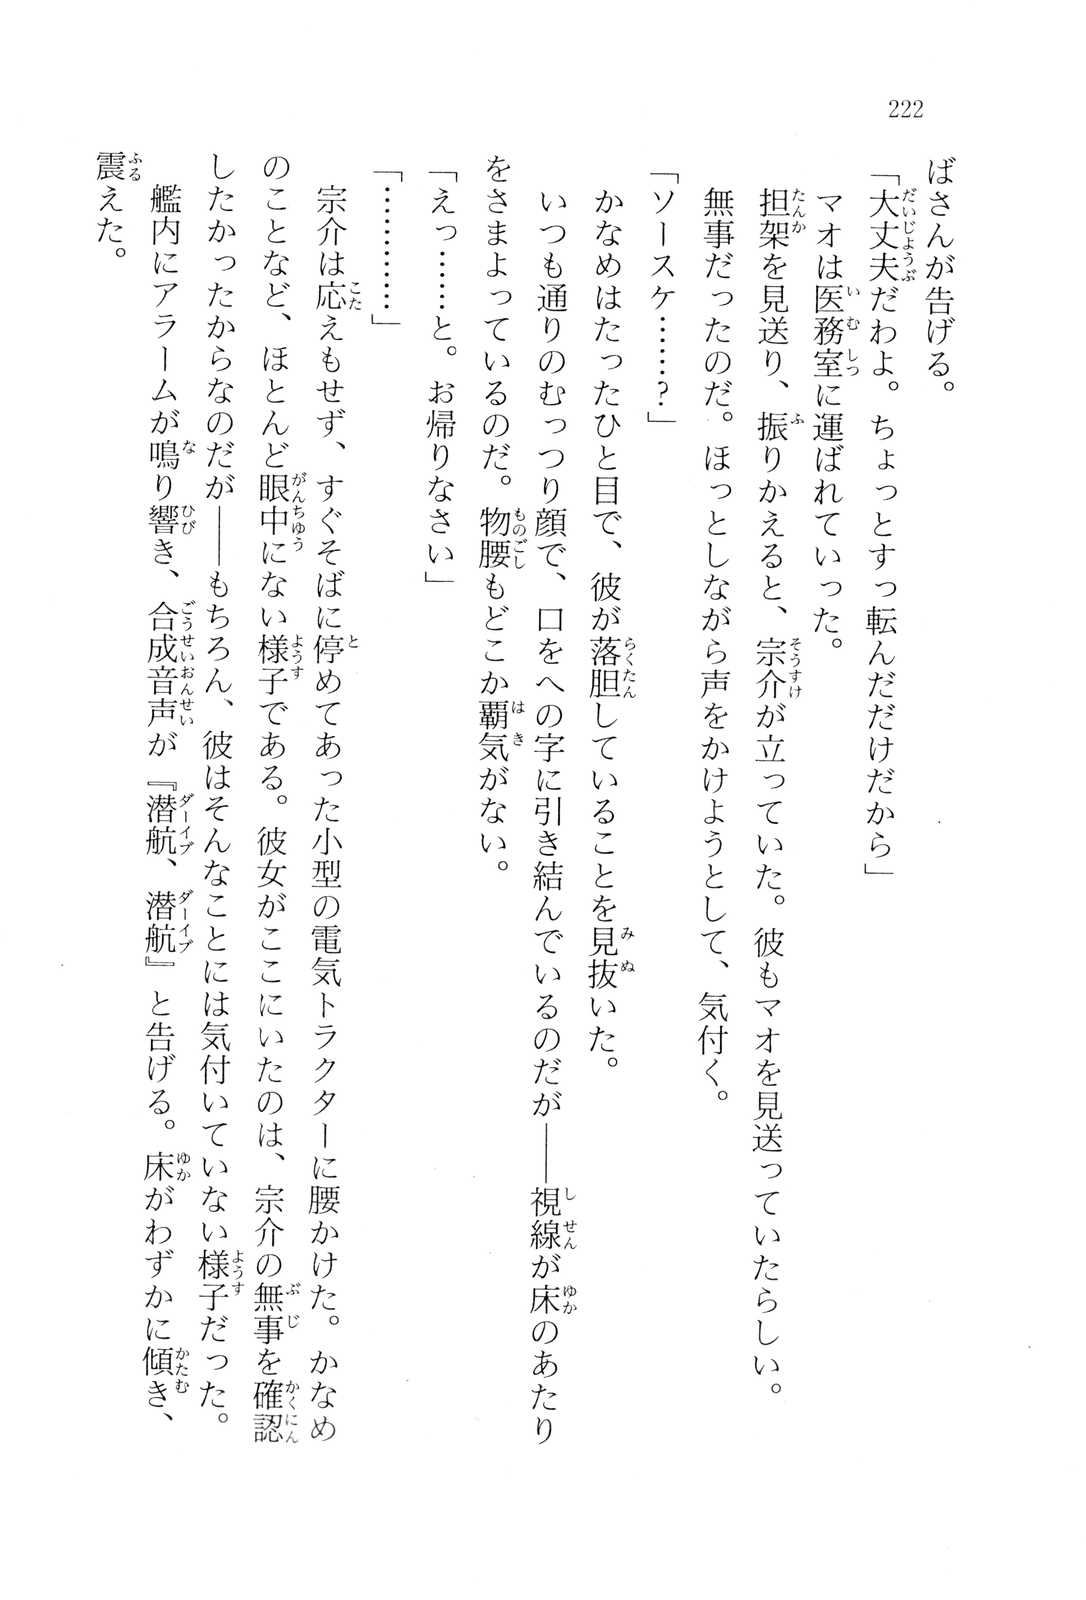 222
ばさんが告げる。
「大丈夫だわよ。ちょっとすっ転んだだけだから」
マオは医務室に運ばれていった。
担架を見送り、振りかえると、宗介が立っていた。彼もマオを見送っていたらしい。
無事だったのだ。ほっとしながら声をかけようとして、気付く。
「ソースケ……？」
かなめはたったひと目で、彼が落胆していることを見抜いた。
いつも通りのむっつり顔で、口をへの字に引き結んでいるのだが――視線が床のあたり
をさまよっているのだ。物腰もどこか覇気がない。
「えっ……と。お帰りなさい」
「…………」
宗介は応えもせず、すぐそばに停めてあった小型の電気トラクターに腰かけた。かなめ
のことなど、ほとんど眼中にない様子である。彼女がここにいたのは、宗介の無事を確認
したかったからなのだが――もちろん、彼はそんなことには気付いていない様子だった。
艦内にアラームが鳴り響き、合成音声が『潜航、潜航』と告げる。床がわずかに傾き、
震えた。